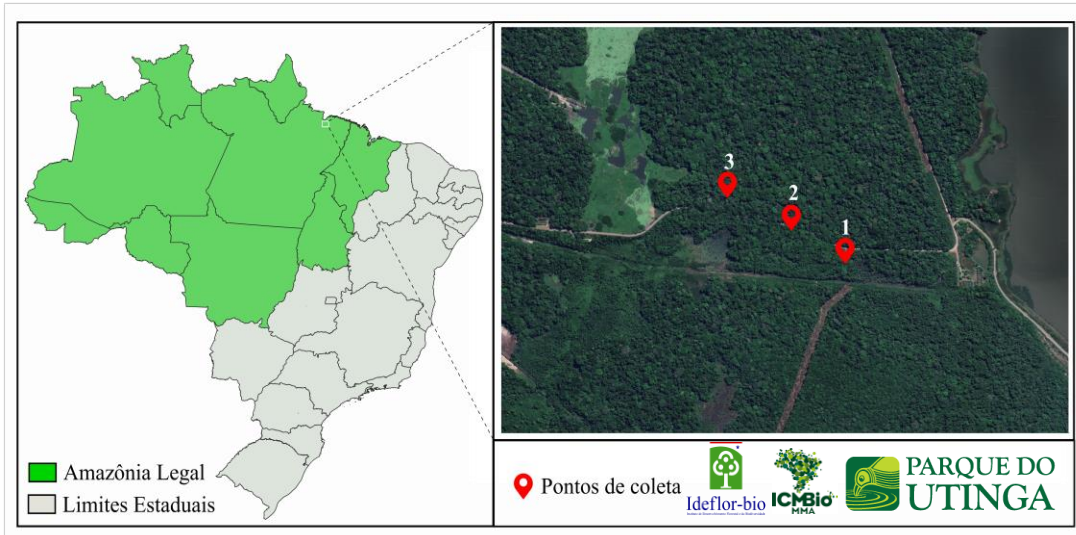 3
2
1
Amazônia Legal
Limites Estaduais
Pontos de coleta
Ideflor-bio
ICMBio
MMA
PARQUE DO
UTINGA